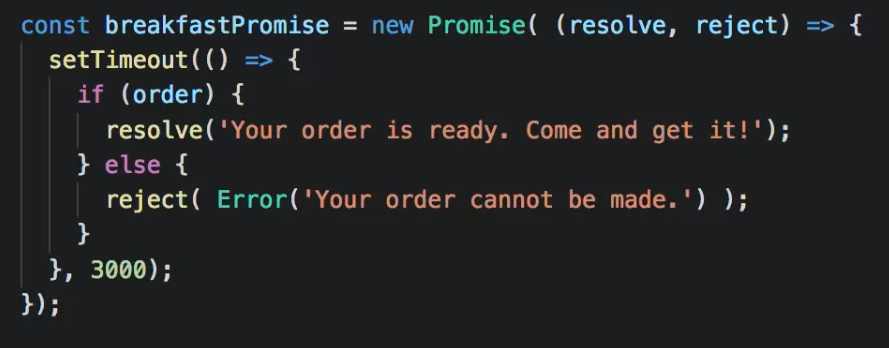 const breakfastPromise = new Promise( (resolve, reject) => {
  setTimeout(() => {
    if (order) {
      resolve('Your order is ready. Come and get it!');
    } else {
      reject( Error('Your order cannot be made.') );
    }
  }, 3000);
});